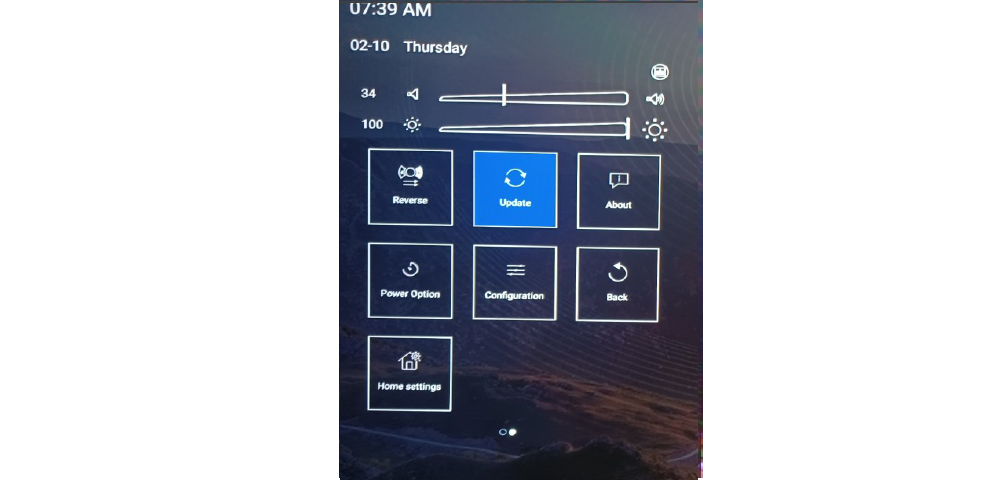 07:39 AM
02-10 Thursday
34
100
Reverse
Update
About
Power Option
Configuration
Back
Home settings